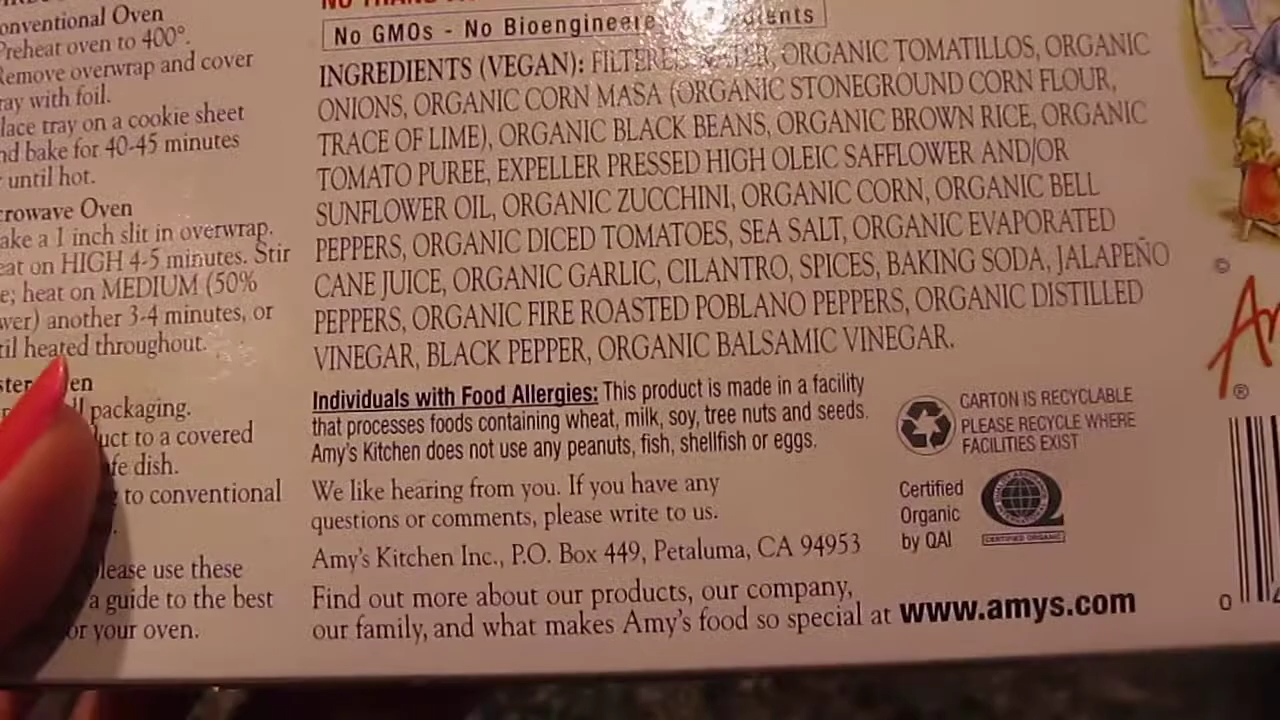 onventional Oven
Preheat oven to 400°.
Remove overwrap and cover
ray with foil.
lace tray on a cookie sheet
nd bake for 40-45 minutes
until hot.
crowave Oven
ake a 1 inch slit in overwrap.
eat on HIGH 4-5 minutes. Stir
e; heat on MEDIUM (50%
wer) another 3-4 minutes, or
til heated throughout.
en
ll packaging.
uct to a covered
fe dish.
to conventional
lease use these
a guide to the best
or your oven.
No GMOs - No Bioengineere
INGREDIENTS (VEGAN): FILTERED WATER, ORGANIC TOMATILLOS, ORGANIC
ONIONS, ORGANIC CORN MASA (ORGANIC STONEGROUND CORN FLOUR,
TRACE OF LIME), ORGANIC BLACK BEANS, ORGANIC BROWN RICE, ORGANIC
TOMATO PUREE, EXPELLER PRESSED HIGH OLEIC SAFFLOWER AND/OR
SUNFLOWER OIL, ORGANIC ZUCCHINI, ORGANIC CORN, ORGANIC BELL
PEPPERS, ORGANIC DICED TOMATOES, SEA SALT, ORGANIC EVAPORATED
CANE JUICE, ORGANIC GARLIC, CILANTRO, SPICES, BAKING SODA, JALAPEÑO
PEPPERS, ORGANIC FIRE ROASTED POBLANO PEPPERS, ORGANIC DISTILLED
VINEGAR, BLACK PEPPER, ORGANIC BALSAMIC VINEGAR.
Individuals with Food Allergies: This product is made in a facility
that processes foods containing wheat, milk, soy, tree nuts and seeds.
Amy's Kitchen does not use any peanuts, fish, shellfish or eggs.
We like hearing from you. If you have any
questions or comments, please write to us.
Amy's Kitchen Inc., P.O. Box 449, Petaluma, CA 94953
Find out more about our products, our company,
our family, and what makes Amy's food so special at www.amys.com
CARTON IS RECYCLABLE
PLEASE RECYCLE WHERE
FACILITIES EXIST
Certified
Organic
by QAI
CERTIFIED ORGANIC
©
Am
®
0